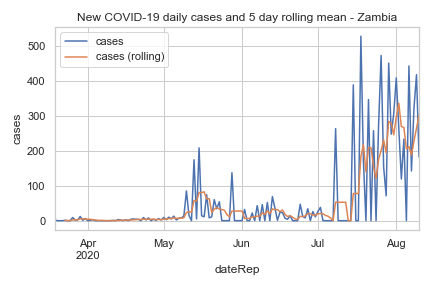 New COVID-19 daily cases and 5 day rolling mean - Zambia
cases
cases (rolling)
500
400
300
200
100
0
cases
Apr
2020
May
Jun
Jul
Aug
dateRep